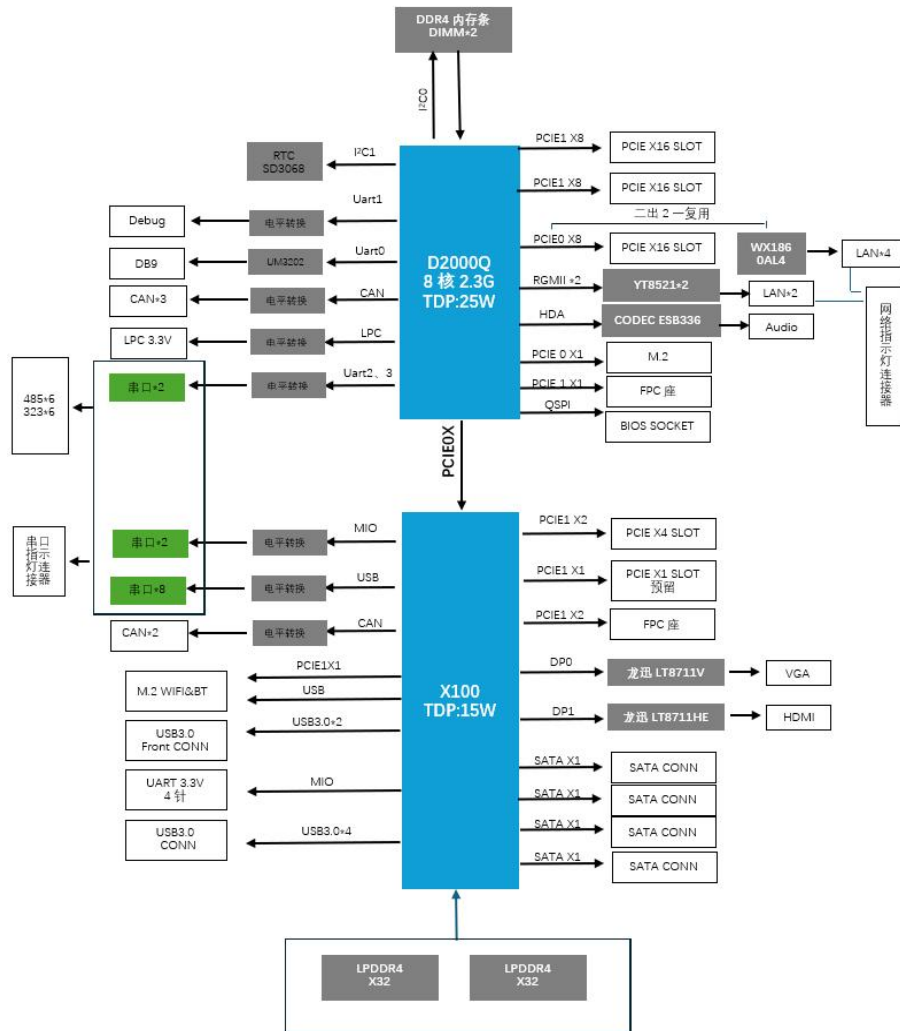 DDR4 内存条
DIMM*2
I²C0
RTC
SD3068
I²C1
PCIE1 X8
PCIE X16 SLOT
PCIE1 X8
PCIE X16 SLOT
Debug
电平转换
Uart1
二出 2 一复用
D2000Q
8 核 2.3G
TDP:25W
DB9
UM3202
Uart0
PCIE0 X8
PCIE X16 SLOT
WX186
0AL4
LAN*4
CAN*3
电平转换
CAN
RGMII *2
YT8521*2
LAN*2
LPC 3.3V
电平转换
LPC
HDA
CODEC ESB336
Audio
网络指示灯连接器
PCIE 0 X1
M.2
串口*2
电平转换
Uart2、3
PCIE 1 X1
FPC 座
485*6
323*6
QSPI
BIOS SOCKET
PCIE0X
串口
指示
灯连
接器
串口*2
电平转换
MIO
PCIE1 X2
PCIE X4 SLOT
串口*8
电平转换
USB
PCIE1 X1
PCIE X1 SLOT
预留
CAN*2
电平转换
CAN
PCIE1 X2
FPC 座
X100
TDP:15W
M.2 WIFI&BT
PCIE1X1
USB
DP0
龙迅 LT8711V
VGA
USB3.0
Front CONN
USB3.0*2
DP1
龙迅 LT8711HE
HDMI
UART 3.3V
4 针
MIO
SATA X1
SATA CONN
SATA X1
SATA CONN
USB3.0
CONN
USB3.0*4
SATA X1
SATA CONN
SATA X1
SATA CONN
LPDDR4
X32
LPDDR4
X32